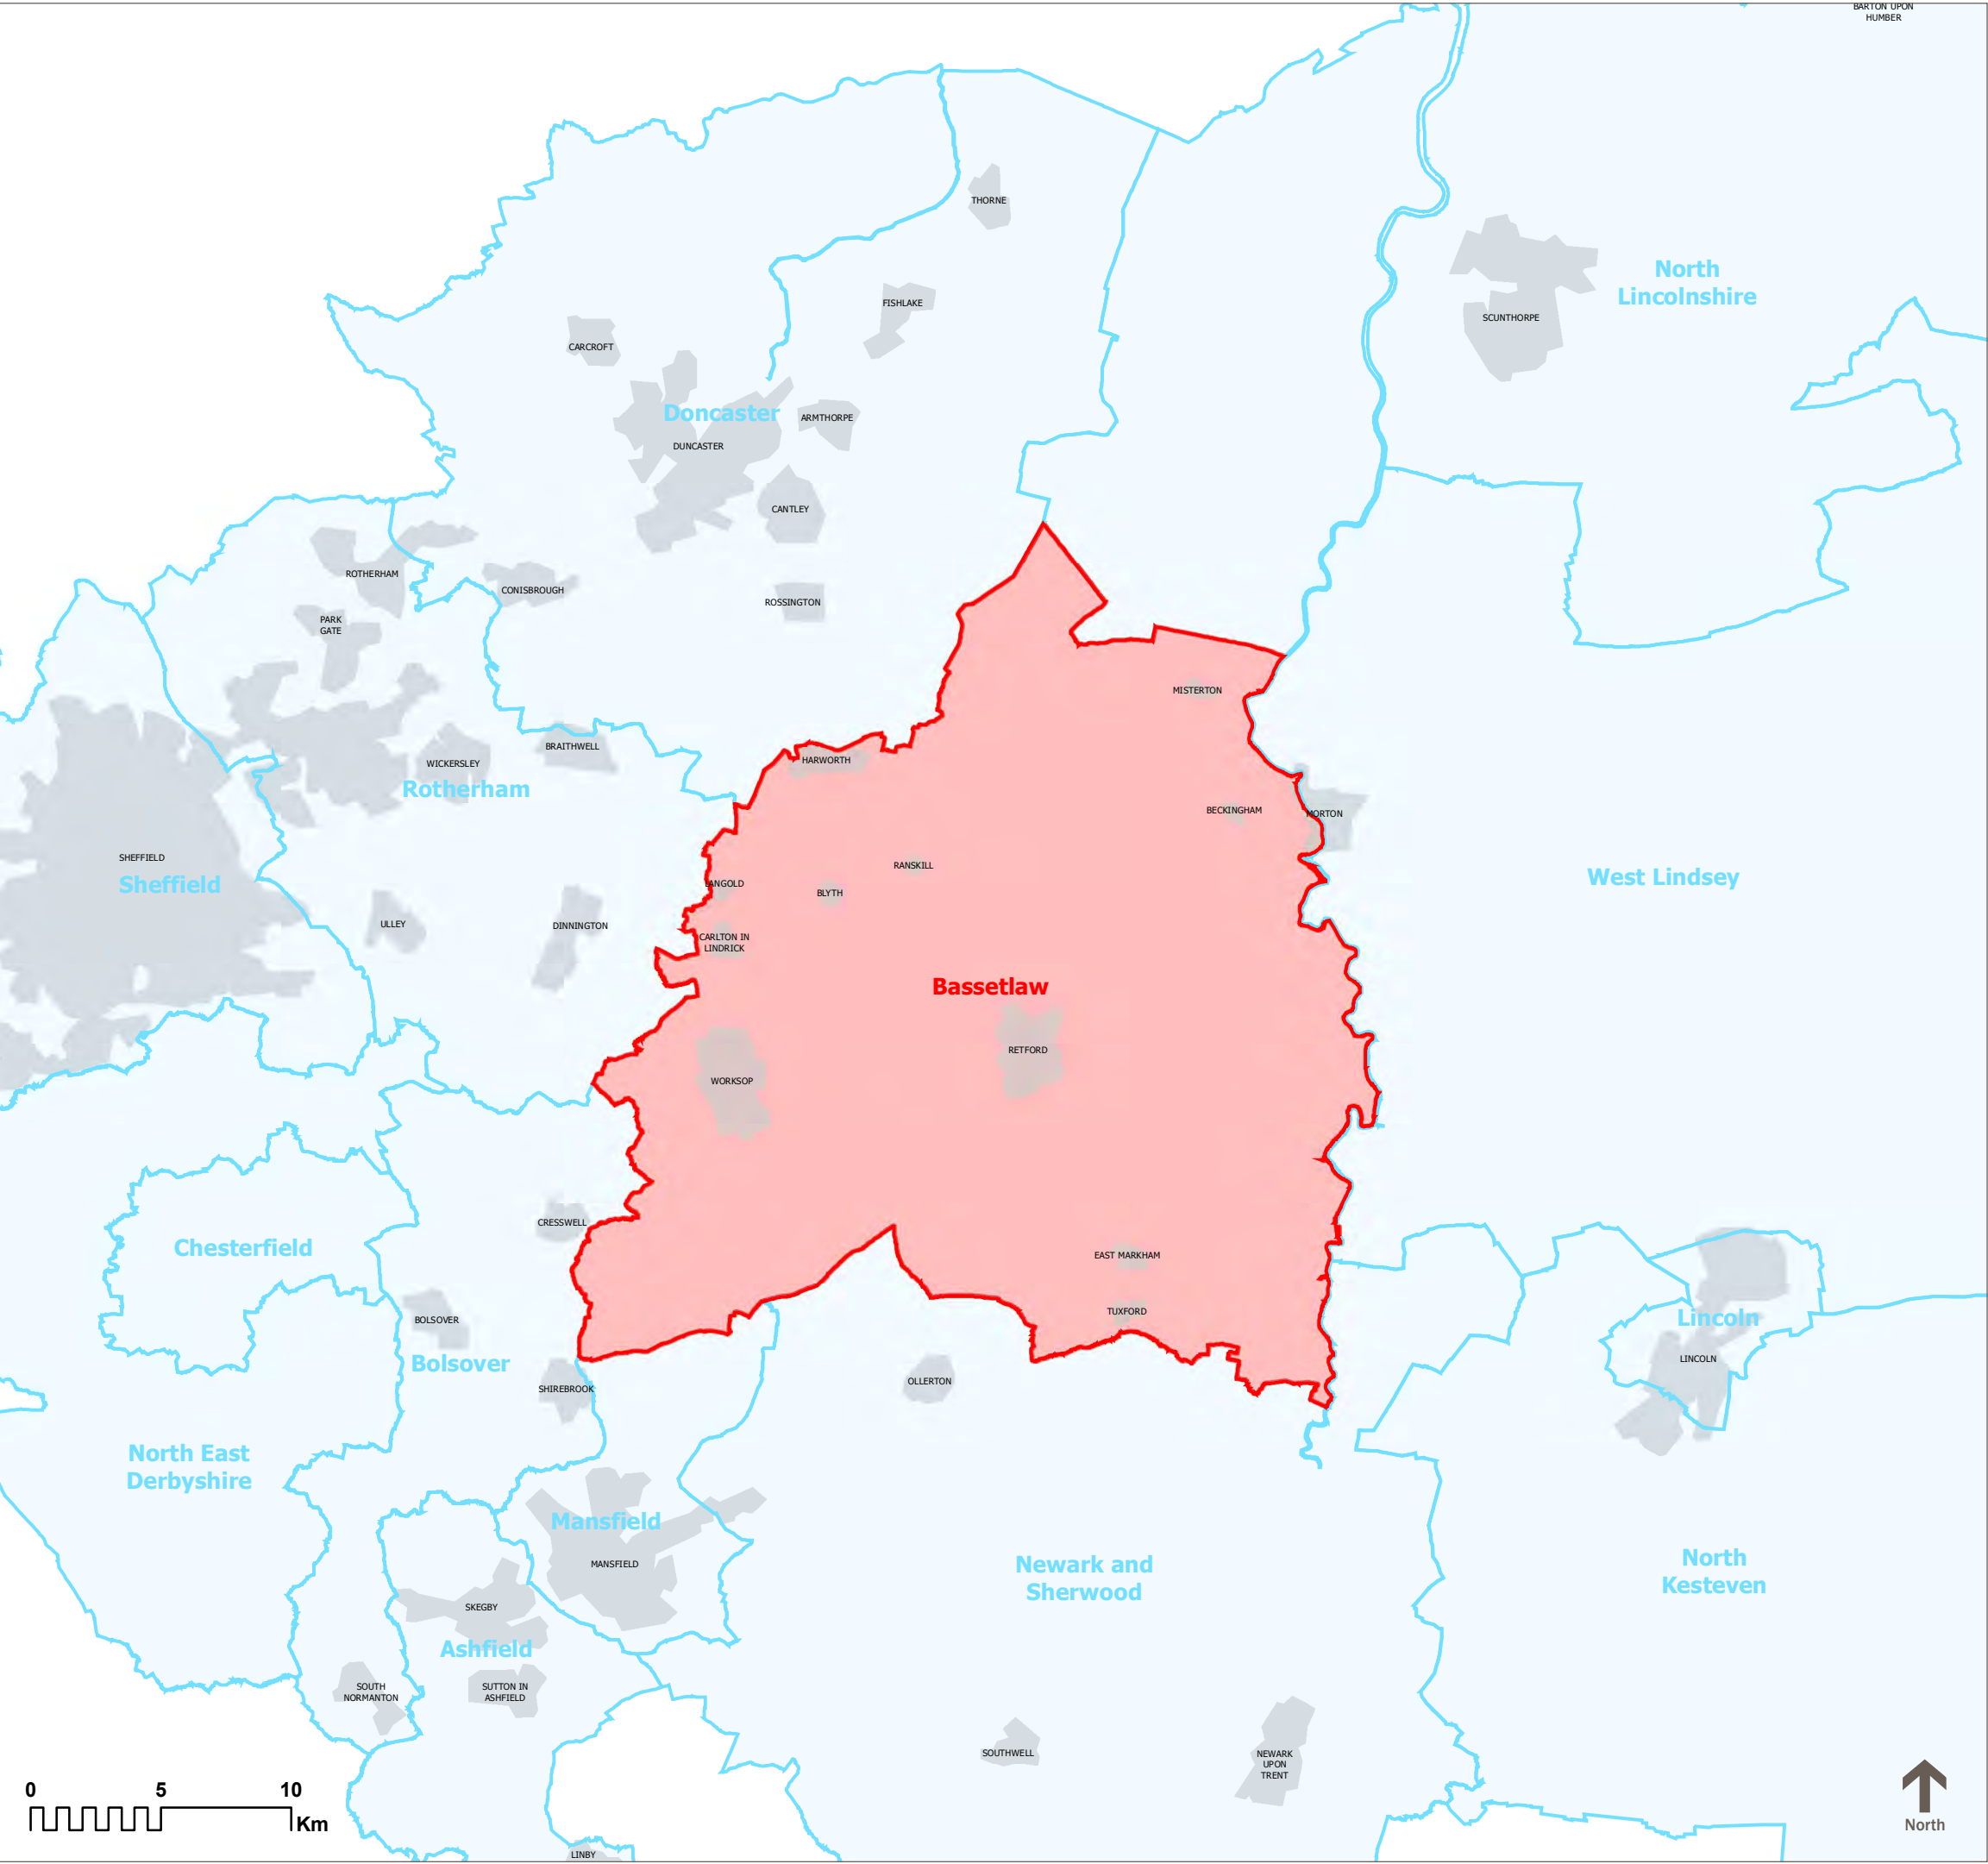 BARTON UPON
HUMBER
THORNE
North
Lincolnshire
FISHLAKE
SCUNTHORPE
CARCROFT
Doncaster
ARMTHORPE
DUNCASTER
CANTLEY
ROTHERHAM
CONISBROUGH
ROSSINGTON
PARK
GATE
MISTERTON
BRAITHWELL
HARWORTH
WICKERSLEY
Rotherham
BECKINGHAM
MORTON
SHEFFIELD
Sheffield
RANSKILL
West Lindsey
LANGOLD
BLYTH
ULLEY
DINNINGTON
CARLTON IN
LINDRICK
Bassetlaw
RETFORD
WORKSOP
CRESSWELL
Chesterfield
EAST MARKHAM
TUXFORD
BOLSOVER
Lincoln
Bolsover
LINCOLN
SHIREBROOK
OLLERTON
North East
Derbyshire
Mansfield
MANSFIELD
Newark and
Sherwood
North
Kesteven
SKEGBY
Ashfield
SOUTH
NORMANTON
SUTTON IN
ASHFIELD
SOUTHWELL
NEWARK
UPON
TRENT
0 5 10
Km
North
LINBY